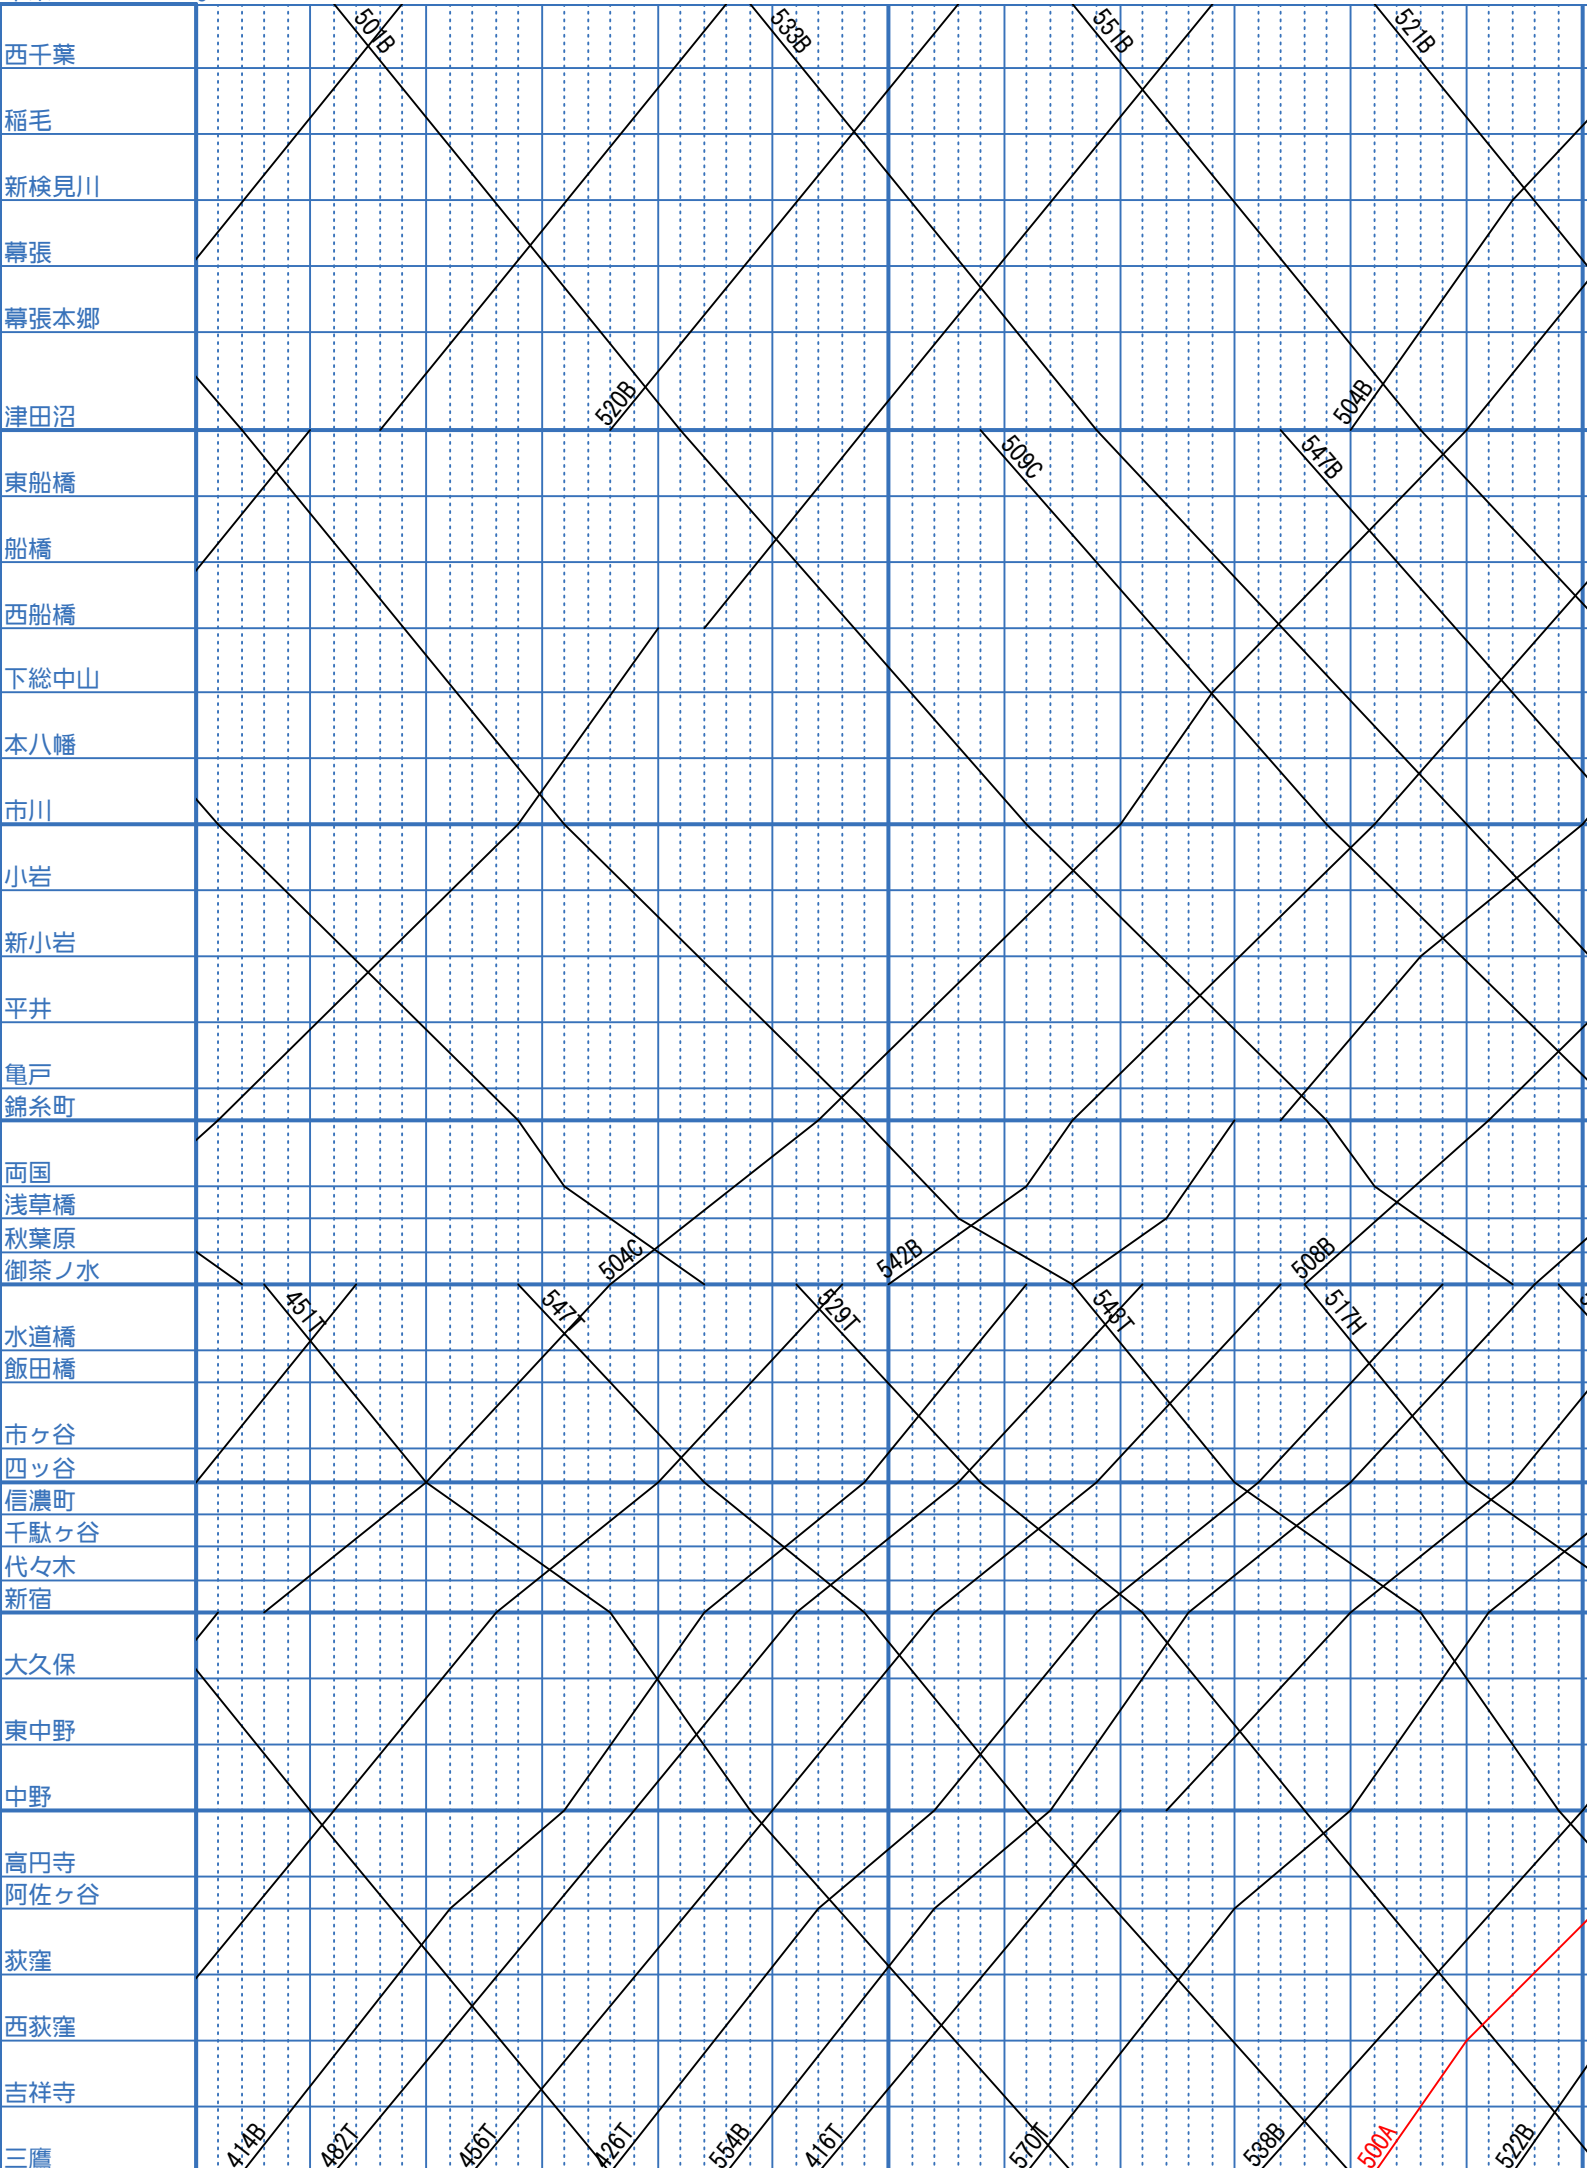 501B
533B
551B
521B
西千葉
稲毛
新検見川
幕張
幕張本郷
520B
504B
津田沼
509C
547B
東船橋
船橋
西船橋
下総中山
本八幡
市川
小岩
新小岩
平井
亀戸
錦糸町
両国
浅草橋
秋葉原
504C
542B
508B
御茶ノ水
451T
547T
529T
543T
517H
水道橋
飯田橋
市ヶ谷
四ッ谷
信濃町
千駄ヶ谷
代々木
新宿
大久保
東中野
中野
高円寺
阿佐ヶ谷
荻窪
西荻窪
吉祥寺
414B
482T
456T
426T
554B
416T
570T
538B
500A
522B
三鷹